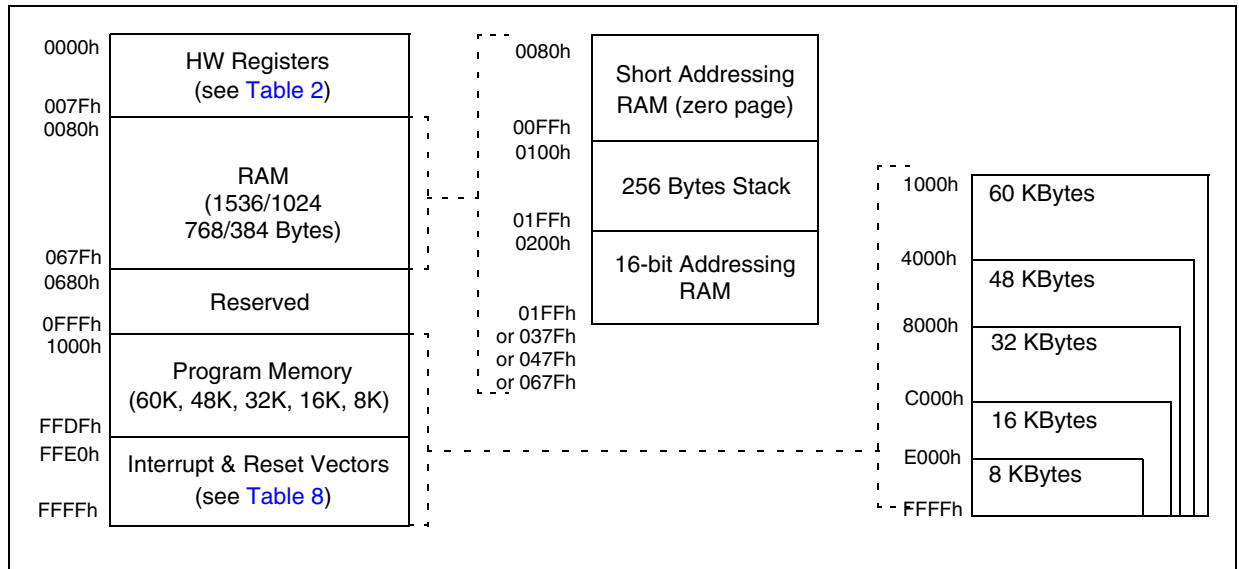 0000h
HW Registers
(see Table 2)
007Fh
0080h
RAM
(1536/1024
768/384 Bytes)
067Fh
0680h
Reserved
0FFFh
1000h
Program Memory
(60K, 48K, 32K, 16K, 8K)
FFDFh
FFE0h
Interrupt & Reset Vectors
(see Table 8)
FFFFh
0080h
Short Addressing
RAM (zero page)
00FFh
0100h
256 Bytes Stack
01FFh
0200h
16-bit Addressing
RAM
01FFh
or 037Fh
or 047Fh
or 067Fh
1000h
60 KBytes
4000h
48 KBytes
8000h
32 KBytes
C000h
16 KBytes
E000h
8 KBytes
FFFFh